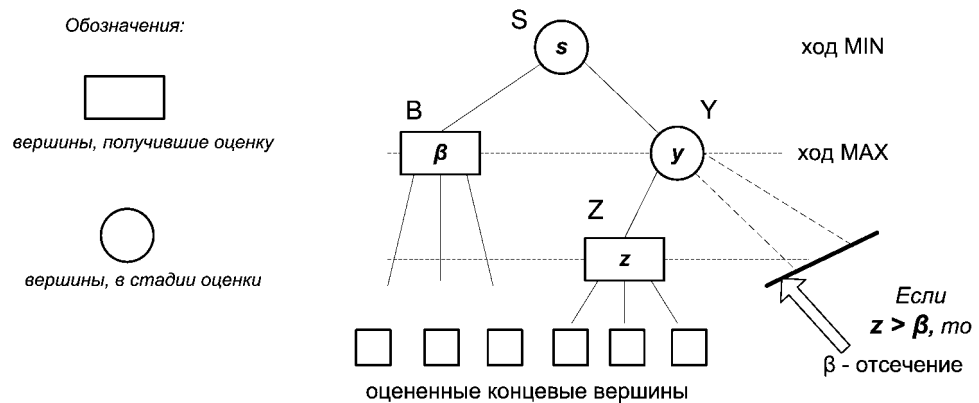 Обозначения:
вершины, получившие оценку
вершины, в стадии оценки
S
s
ход MIN
B
Y
β
y
ход MAX
Z
z
Если
z > β, то
β - отсечение
оцененные концевые вершины